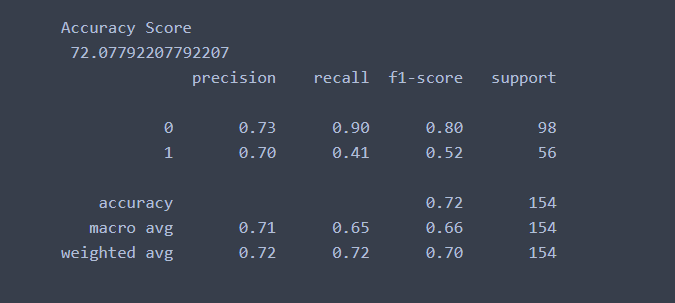 Accuracy Score
72.07792207792207
precision recall f1-score support
0 0.73 0.90 0.80 98
1 0.70 0.41 0.52 56
accuracy 0.72 154
macro avg 0.71 0.65 0.66 154
weighted avg 0.72 0.72 0.70 154